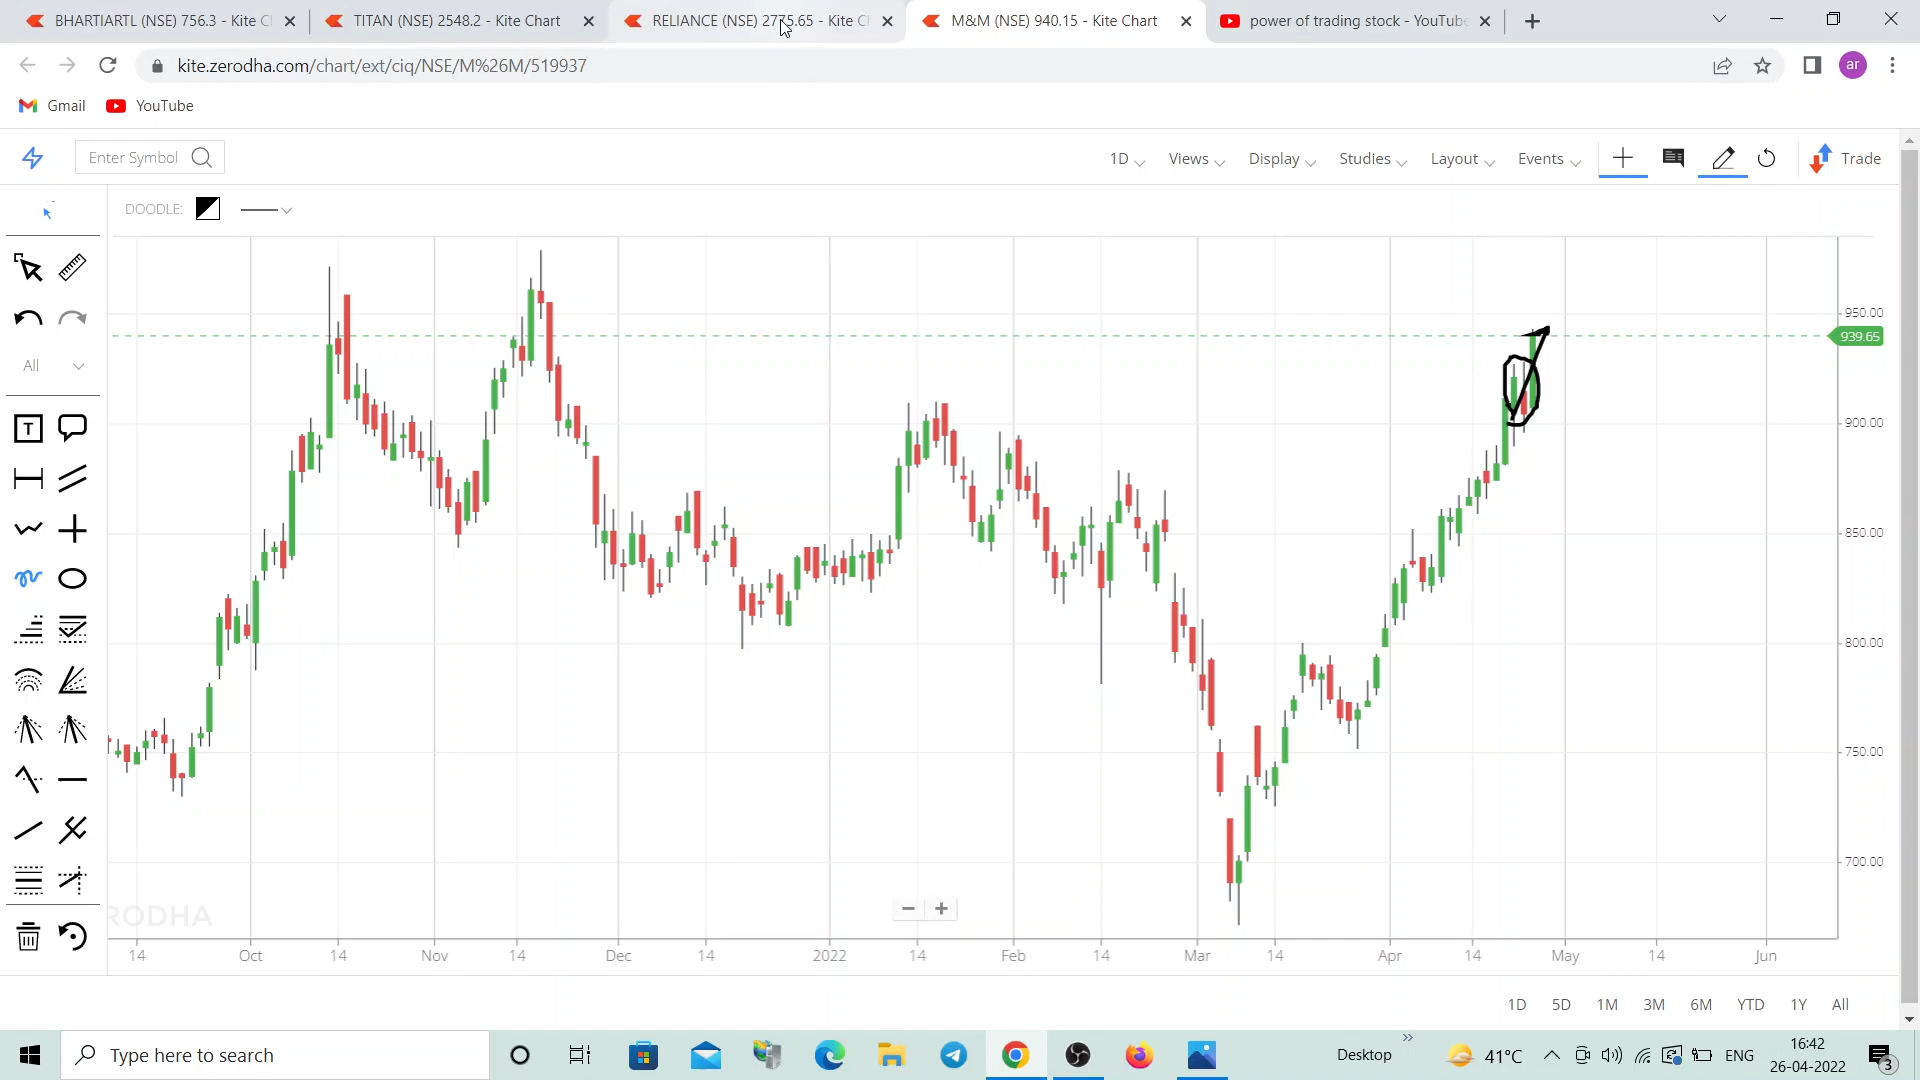 BHARTIARTL (NSE) 756.3 - Kite C
TITAN (NSE) 2548.2 - Kite Chart
RELIANCE (NSE) 2775.65 - Kite C
M&M (NSE) 940.15 - Kite Chart
power of trading stock - YouTube
kite.zerodha.com/chart/ext/ciq/NSE/M%26M/519937
ar
Gmail
YouTube
Enter Symbol
1D
Views
Display
Studies
Layout
Events
Trade
DOODLE:
All
T
950.00
939.65
900.00
850.00
800.00
750.00
700.00
RODHA
14 Oct 14 Nov 14 Dec 14 2022 14 Feb 14 Mar 14 Apr 14 May 14 Jun
1D 5D 1M 3M 6M YTD 1Y All
Type here to search
Desktop
41°C
ENG
16:42
26-04-2022
3